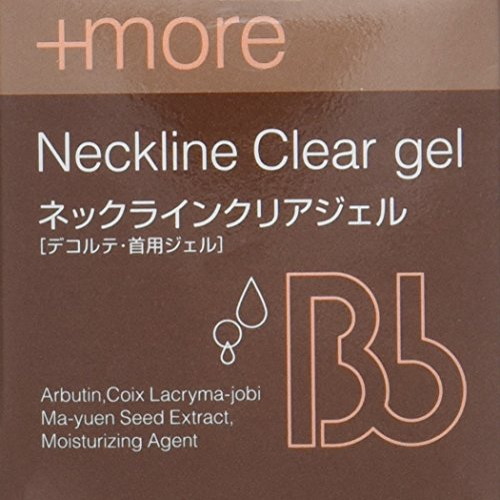 +more
Neckline Clear gel
ネックラインクリアジェル
[デコルテ・首用ジェル]
Bb
Arbutin,Coix Lacryma-jobi
Ma-yuen Seed Extract,
Moisturizing Agent